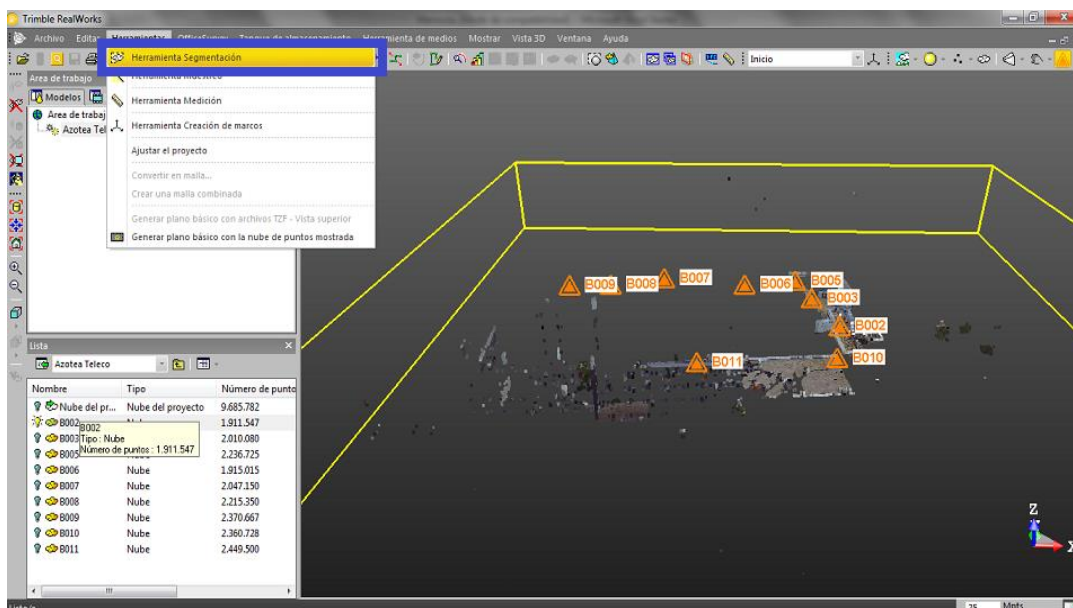 Trimble RealWorks
Archivo Editar Herramientas OfficeSurvey Tanque de almacenamiento Herramienta de medios Mostrar Vista 3D Ventana Ayuda
Herramienta Segmentación
Inicio
Área de trabajo
Herramienta Muestreo
Modelos
Herramienta Medición
Área de trabaj
Azotea Tel
Herramienta Creación de marcos
Ajustar el proyecto
Convertir en malla...
Crear una malla combinada
Generar plano básico con archivos TZF - Vista superior
Generar plano básico con la nube de puntos mostrada
B009 B008 B007 B006 B005
B003
B002
B011 B010
Lista
Azotea Teleco
Nombre Tipo Número de punto
Nube del pr... Nube del proyecto 9.685.782
B002 1.911.547
B002
B003 Tipo : Nube 2.010.080
B005 Número de puntos : 1.911.547 2.236.725
B006 Nube 1.915.015
B007 Nube 2.047.150
B008 Nube 2.215.350
B009 Nube 2.370.667
B010 Nube 2.360.728
B011 Nube 2.449.500
Z
X
25 Mpts